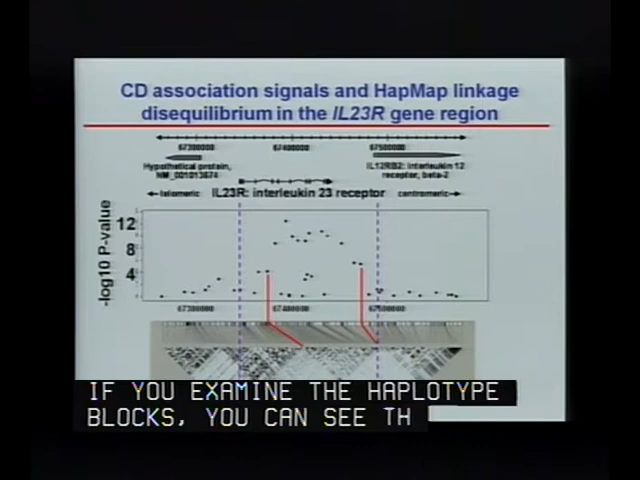 CD association signals and HapMap linkage
disequilibrium in the IL23R gene region
67300000 67400000 67500000
Hypothetical protein,
NM_001013674
IL12RB2: interleukin 12
receptor, beta-2
telomeric
IL23R: interleukin 23 receptor
centromeric
-log10 P-value
12
8
4
67300000 67400000 67500000
IF YOU EXAMINE THE HAPLOTYPE
BLOCKS, YOU CAN SEE TH